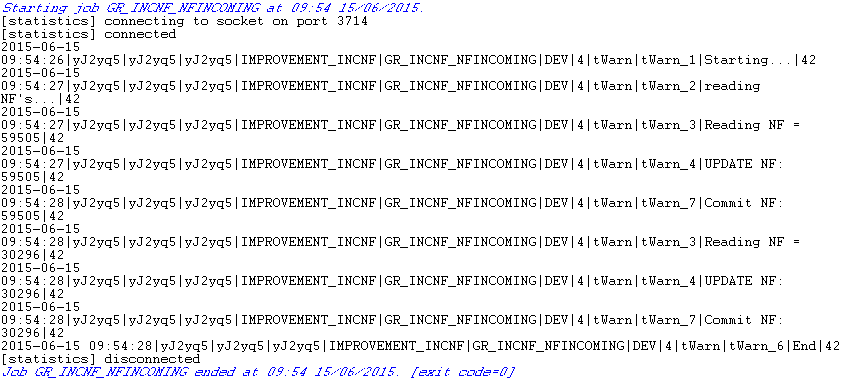 Starting job GR_INCNF_NFINCOMING at 09:54 15/06/2015.
[statistics] connecting to socket on port 3714
[statistics] connected
2015-06-15
09:54:26|yJ2yq5|yJ2yq5|yJ2yq5|IMPROVEMENT_INCNF|GR_INCNF_NFINCOMING|DEV|4|tWarn|tWarn_1|Starting...|42
2015-06-15
09:54:27|yJ2yq5|yJ2yq5|yJ2yq5|IMPROVEMENT_INCNF|GR_INCNF_NFINCOMING|DEV|4|tWarn|tWarn_2|reading
NF's...|42
2015-06-15
09:54:27|yJ2yq5|yJ2yq5|yJ2yq5|IMPROVEMENT_INCNF|GR_INCNF_NFINCOMING|DEV|4|tWarn|tWarn_3|Reading NF =
59505|42
2015-06-15
09:54:27|yJ2yq5|yJ2yq5|yJ2yq5|IMPROVEMENT_INCNF|GR_INCNF_NFINCOMING|DEV|4|tWarn|tWarn_4|UPDATE NF:
59505|42
2015-06-15
09:54:28|yJ2yq5|yJ2yq5|yJ2yq5|IMPROVEMENT_INCNF|GR_INCNF_NFINCOMING|DEV|4|tWarn|tWarn_7|Commit NF:
59505|42
2015-06-15
09:54:28|yJ2yq5|yJ2yq5|yJ2yq5|IMPROVEMENT_INCNF|GR_INCNF_NFINCOMING|DEV|4|tWarn|tWarn_3|Reading NF =
30296|42
2015-06-15
09:54:28|yJ2yq5|yJ2yq5|yJ2yq5|IMPROVEMENT_INCNF|GR_INCNF_NFINCOMING|DEV|4|tWarn|tWarn_4|UPDATE NF:
30296|42
2015-06-15
09:54:28|yJ2yq5|yJ2yq5|yJ2yq5|IMPROVEMENT_INCNF|GR_INCNF_NFINCOMING|DEV|4|tWarn|tWarn_7|Commit NF:
30296|42
2015-06-15 09:54:28|yJ2yq5|yJ2yq5|yJ2yq5|IMPROVEMENT_INCNF|GR_INCNF_NFINCOMING|DEV|4|tWarn|tWarn_6|End|42
[statistics] disconnected
Job GR_INCNF_NFINCOMING ended at 09:54 15/06/2015. [exit code=0]